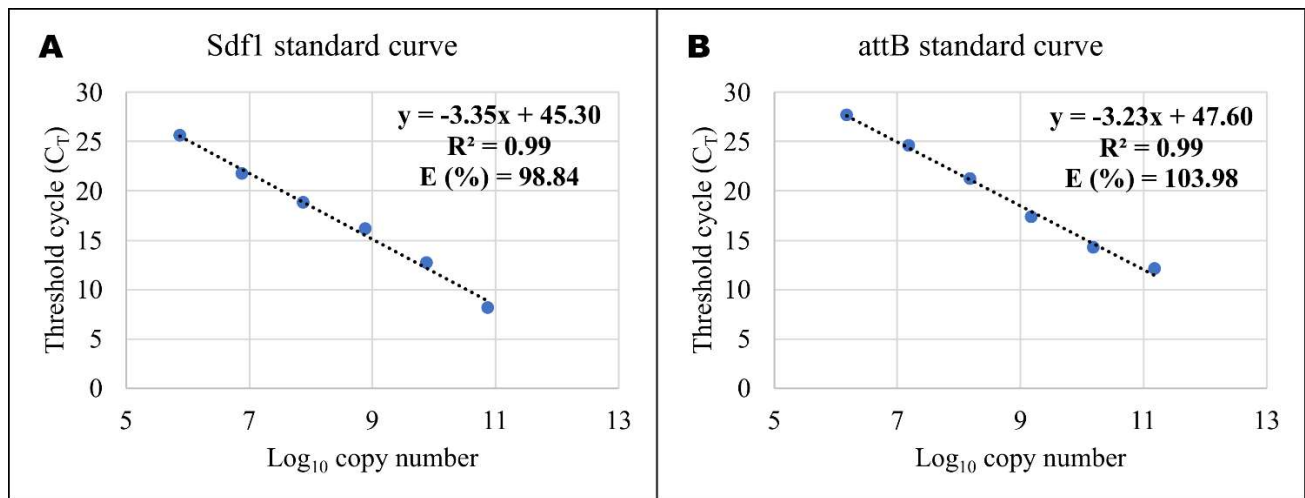 A
Sdf1 standard curve
y = -3.35x + 45.30
R² = 0.99
E (%) = 98.84
Threshold cycle (C_T)
30
25
20
15
10
5
0
5 7 9 11 13
Log₁₀ copy number
B
attB standard curve
y = -3.23x + 47.60
R² = 0.99
E (%) = 103.98
Threshold cycle (C_T)
30
25
20
15
10
5
0
5 7 9 11 13
Log₁₀ copy number